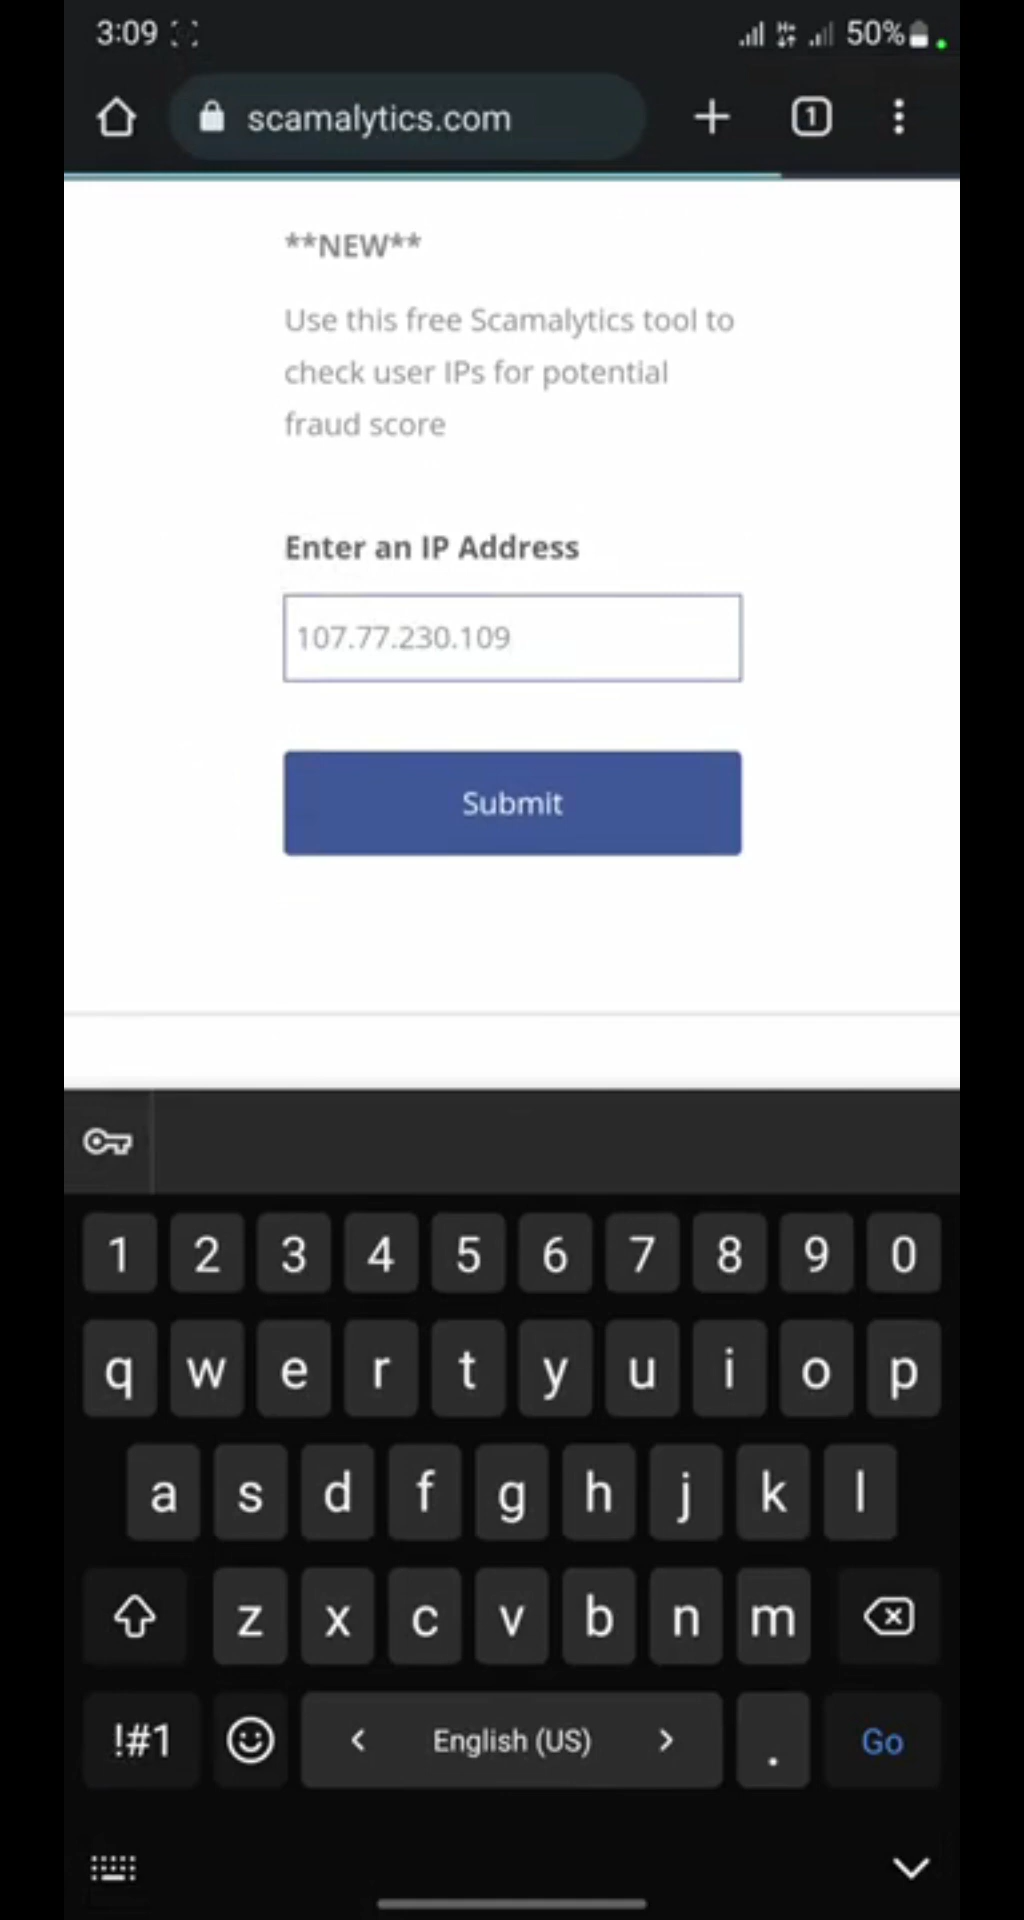 3:09 50%
scamalytics.com 1
**NEW**
Use this free Scamalytics tool to
check user IPs for potential
fraud score
Enter an IP Address
107.77.230.109
Submit
1 2 3 4 5 6 7 8 9 0
q w e r t y u i o p
a s d f g h j k l
z x c v b n m
!#1 < English (US) > . Go